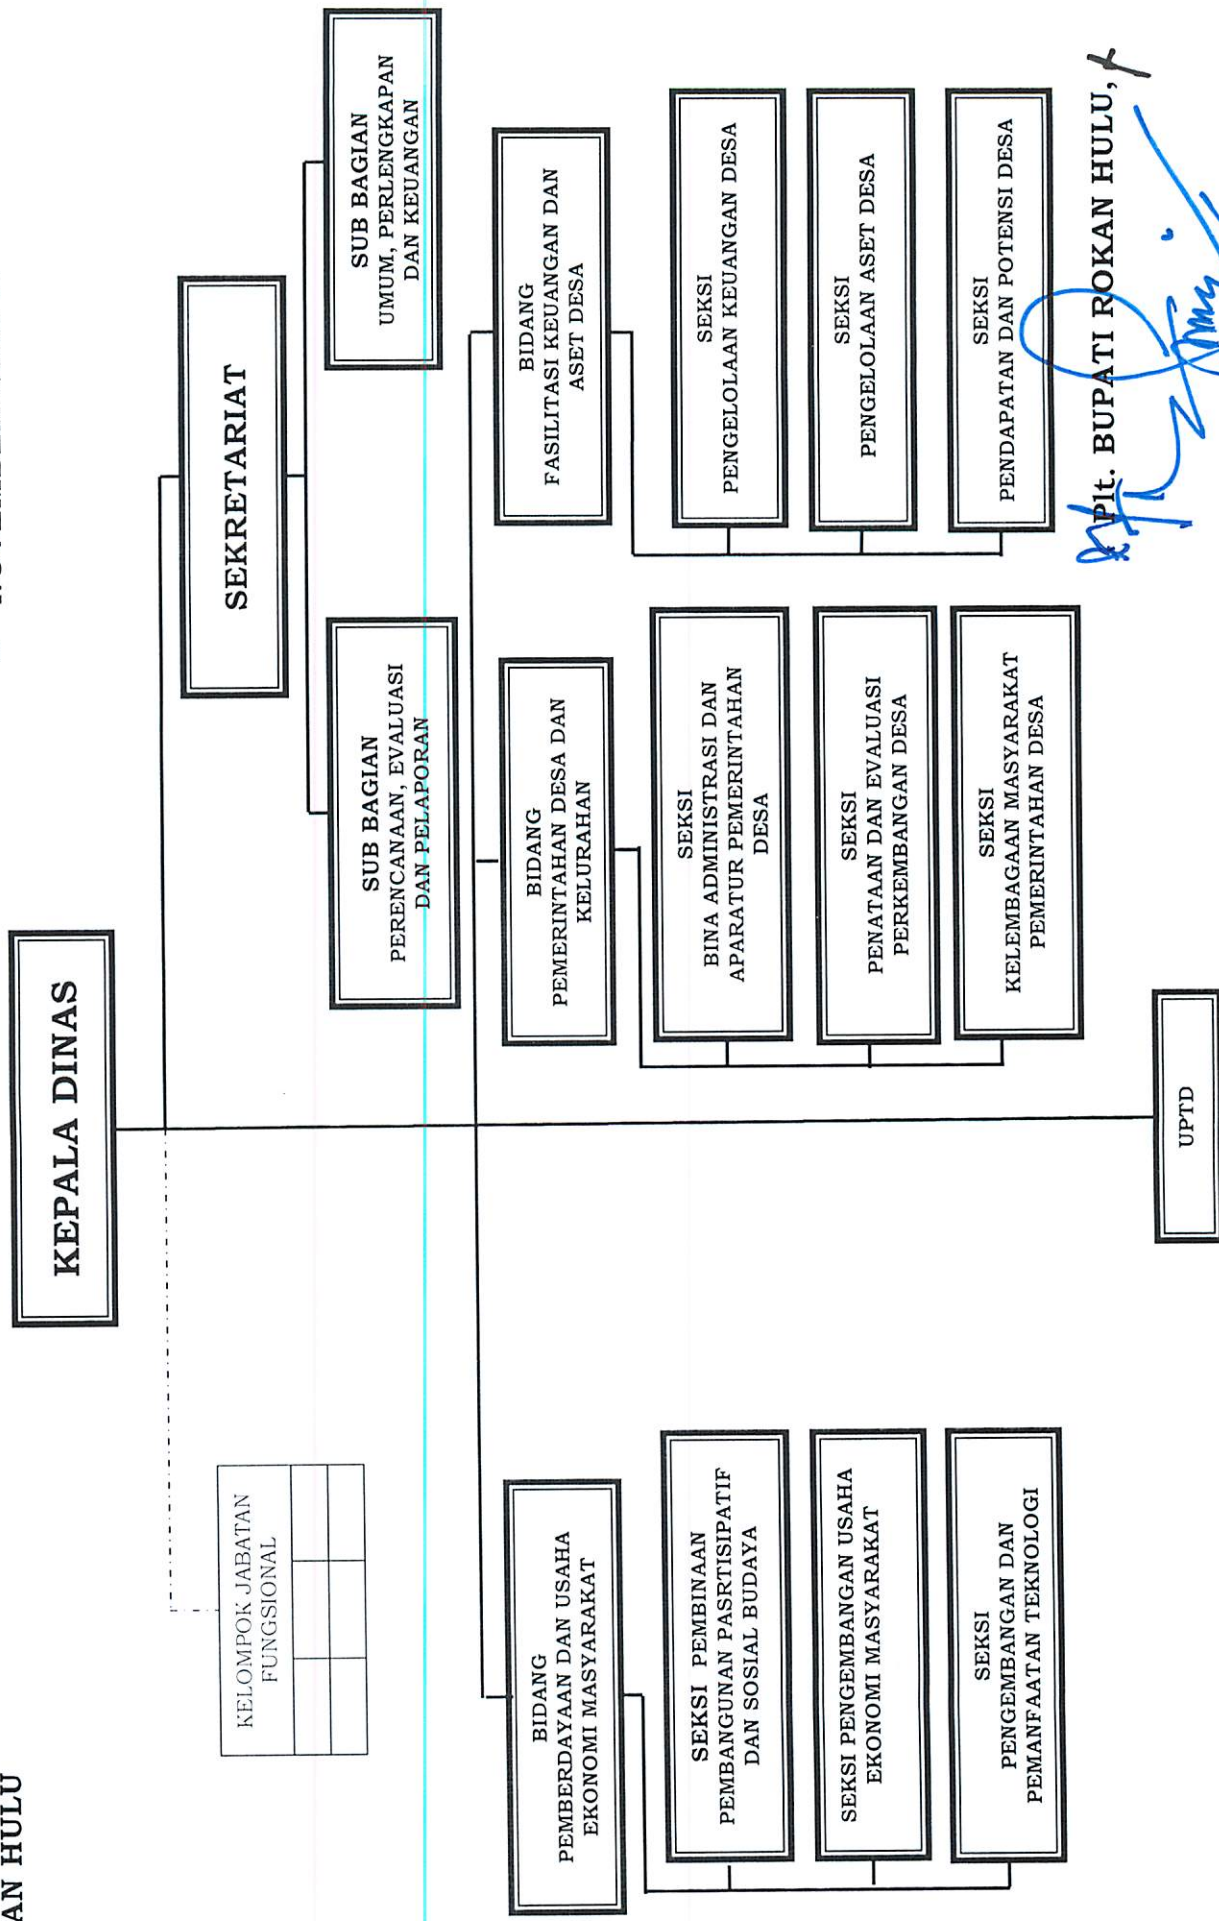 AN HULU
KEPALA DINAS
KELOMPOK JABATAN
FUNGSIONAL
SEKRETARIAT
SUB BAGIAN
PERENCANAAN, EVALUASI
DAN PELAPORAN
SUB BAGIAN
UMUM, PERLENGKAPAN
DAN KEUANGAN
BIDANG
PEMBERDAYAAN DAN USAHA
EKONOMI MASYARAKAT
SEKSI PEMBINAAN
PEMBANGUNAN PASRTISIPATIF
DAN SOSIAL BUDAYA
SEKSI PENGEMBANGAN USAHA
EKONOMI MASYARAKAT
SEKSI
PENGEMBANGAN DAN
PEMANFAATAN TEKNOLOGI
BIDANG
PEMERINTAHAN DESA DAN
KELURAHAN
SEKSI
BINA ADMINISTRASI DAN
APARATUR PEMERINTAHAN
DESA
SEKSI
PENATAAN DAN EVALUASI
PERKEMBANGAN DESA
SEKSI
KELEMBAGAAN MASYARAKAT
PEMERINTAHAN DESA
BIDANG
FASILITASI KEUANGAN DAN
ASET DESA
SEKSI
PENGELOLAAN KEUANGAN DESA
SEKSI
PENGELOLAAN ASET DESA
SEKSI
PENDAPATAN DAN POTENSI DESA
UPTD
Plt. BUPATI ROKAN HULU,